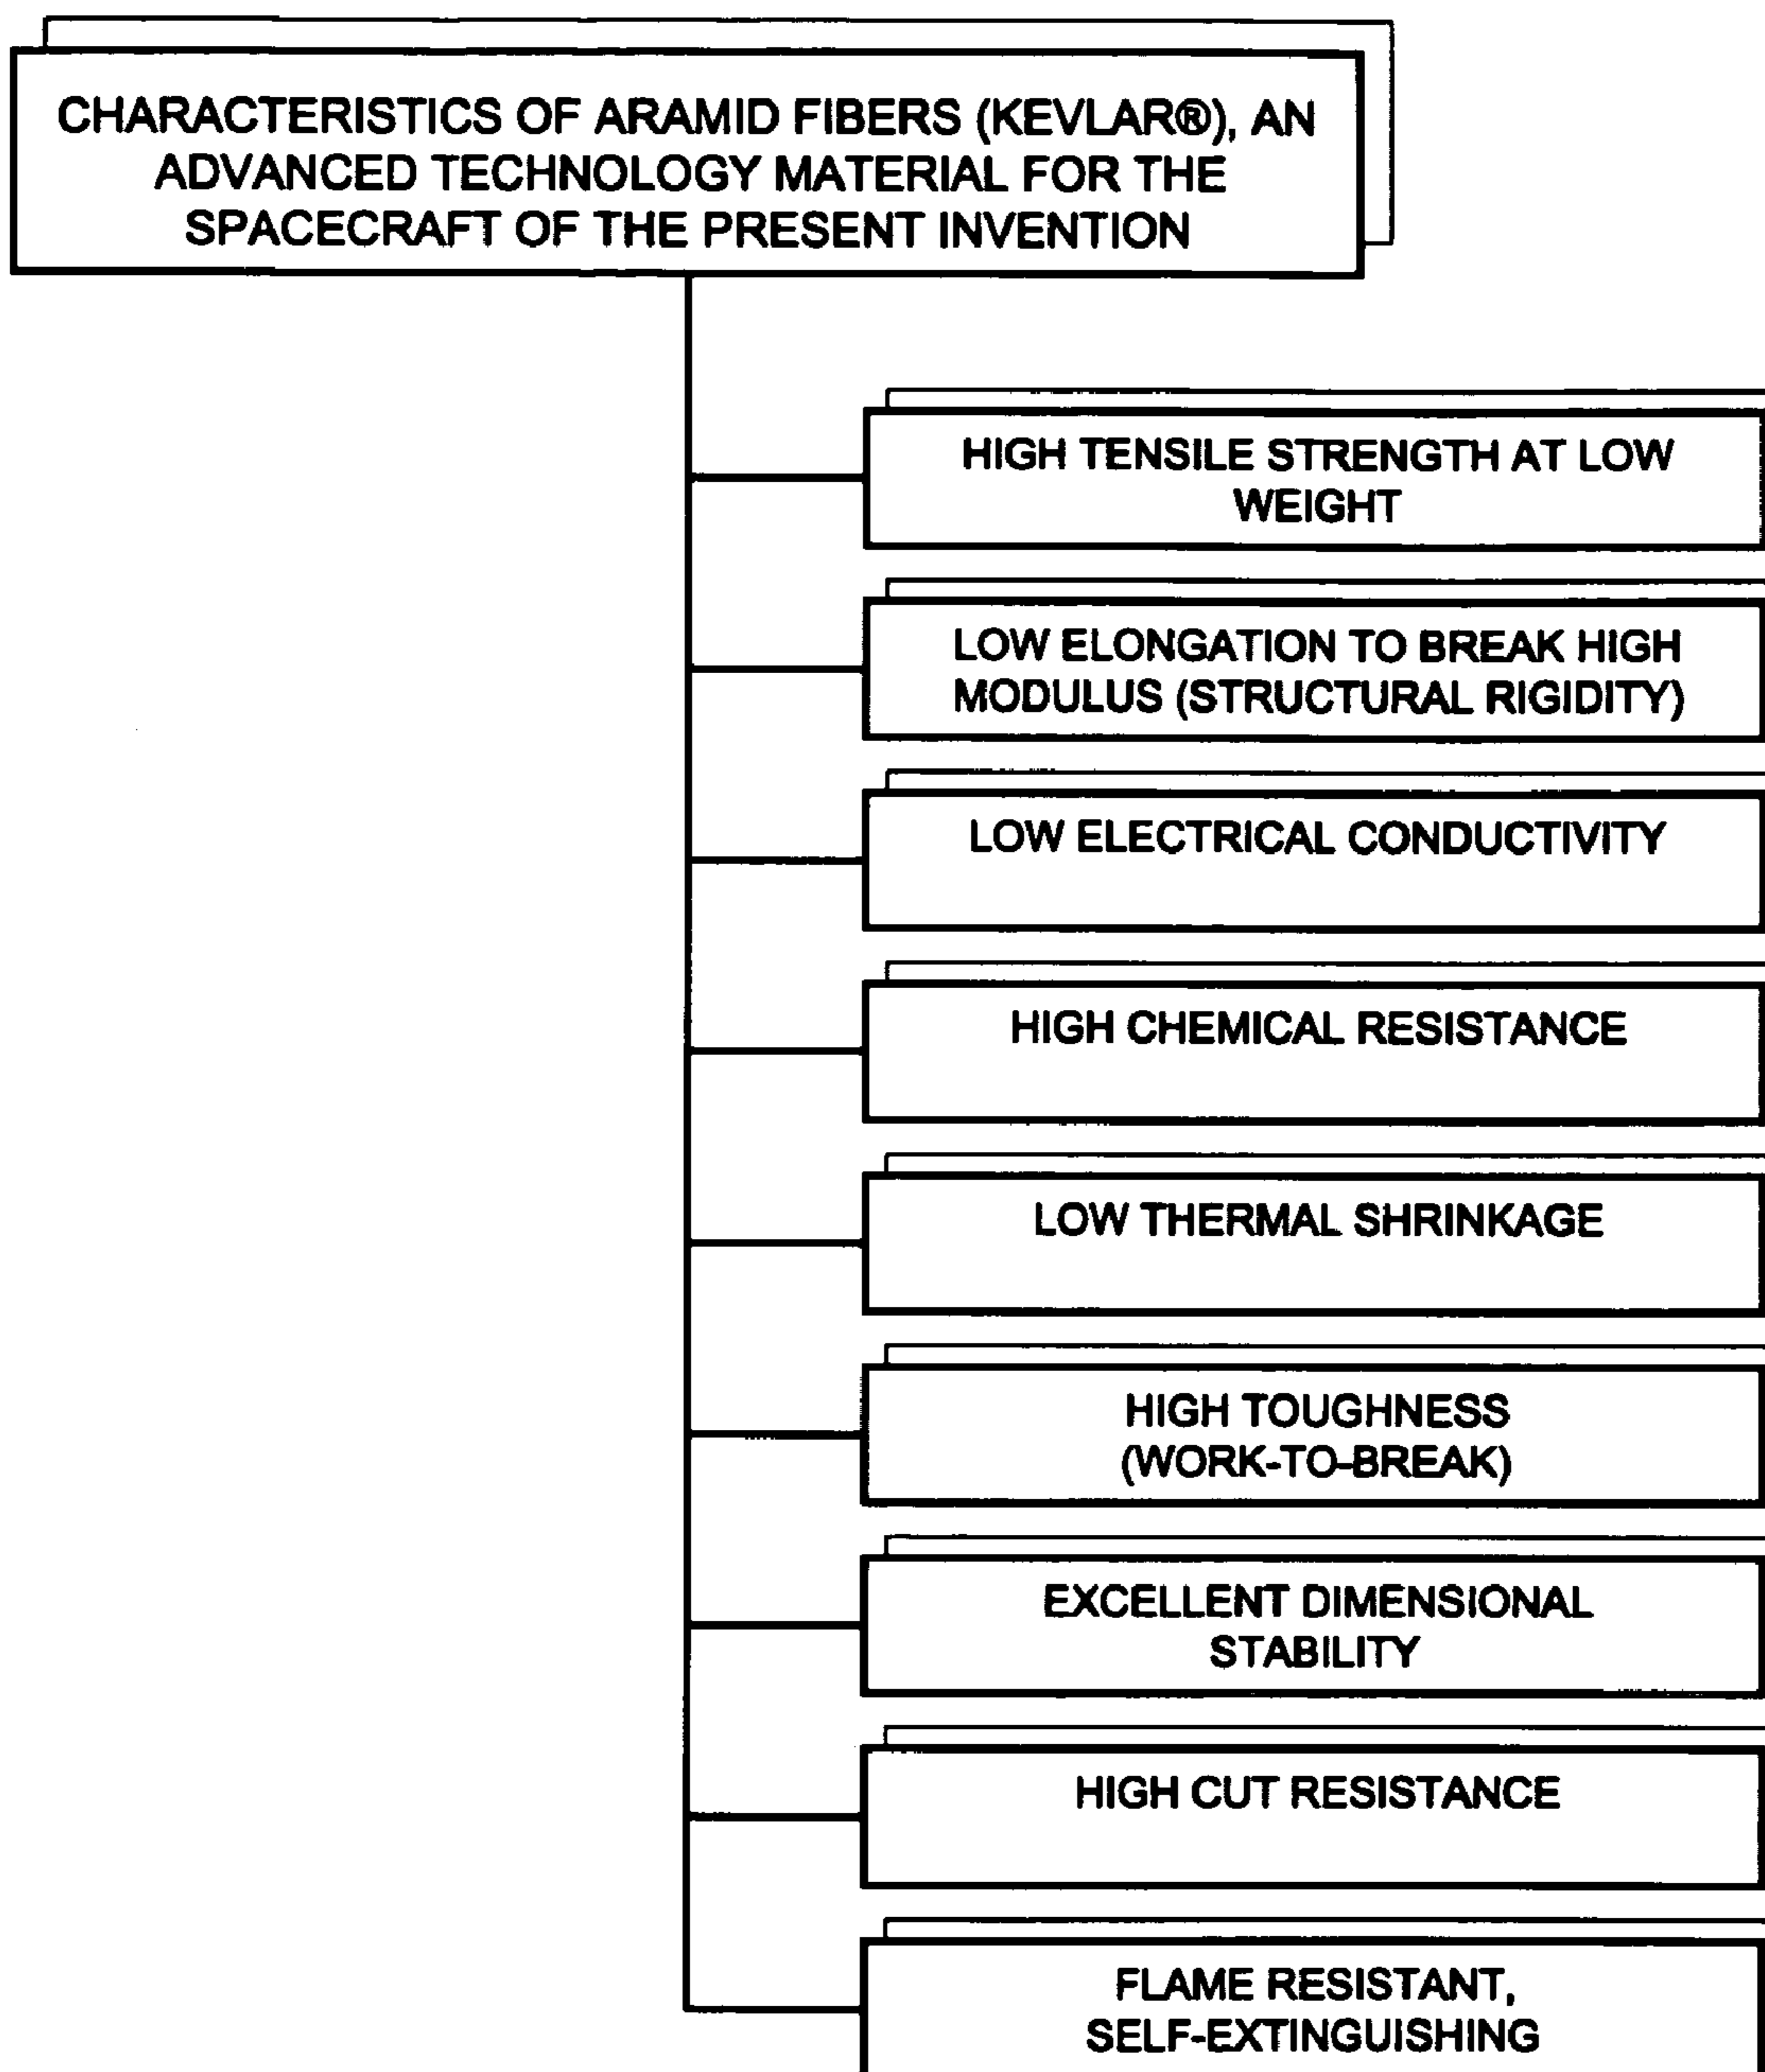 CHARACTERISTICS OF ARAMID FIBERS (KEVLAR®), AN
ADVANCED TECHNOLOGY MATERIAL FOR THE
SPACECRAFT OF THE PRESENT INVENTION
HIGH TENSILE STRENGTH AT LOW
WEIGHT
LOW ELONGATION TO BREAK HIGH
MODULUS (STRUCTURAL RIGIDITY)
LOW ELECTRICAL CONDUCTIVITY
HIGH CHEMICAL RESISTANCE
LOW THERMAL SHRINKAGE
HIGH TOUGHNESS
(WORK-TO-BREAK)
EXCELLENT DIMENSIONAL
STABILITY
HIGH CUT RESISTANCE
FLAME RESISTANT,
SELF-EXTINGUISHING